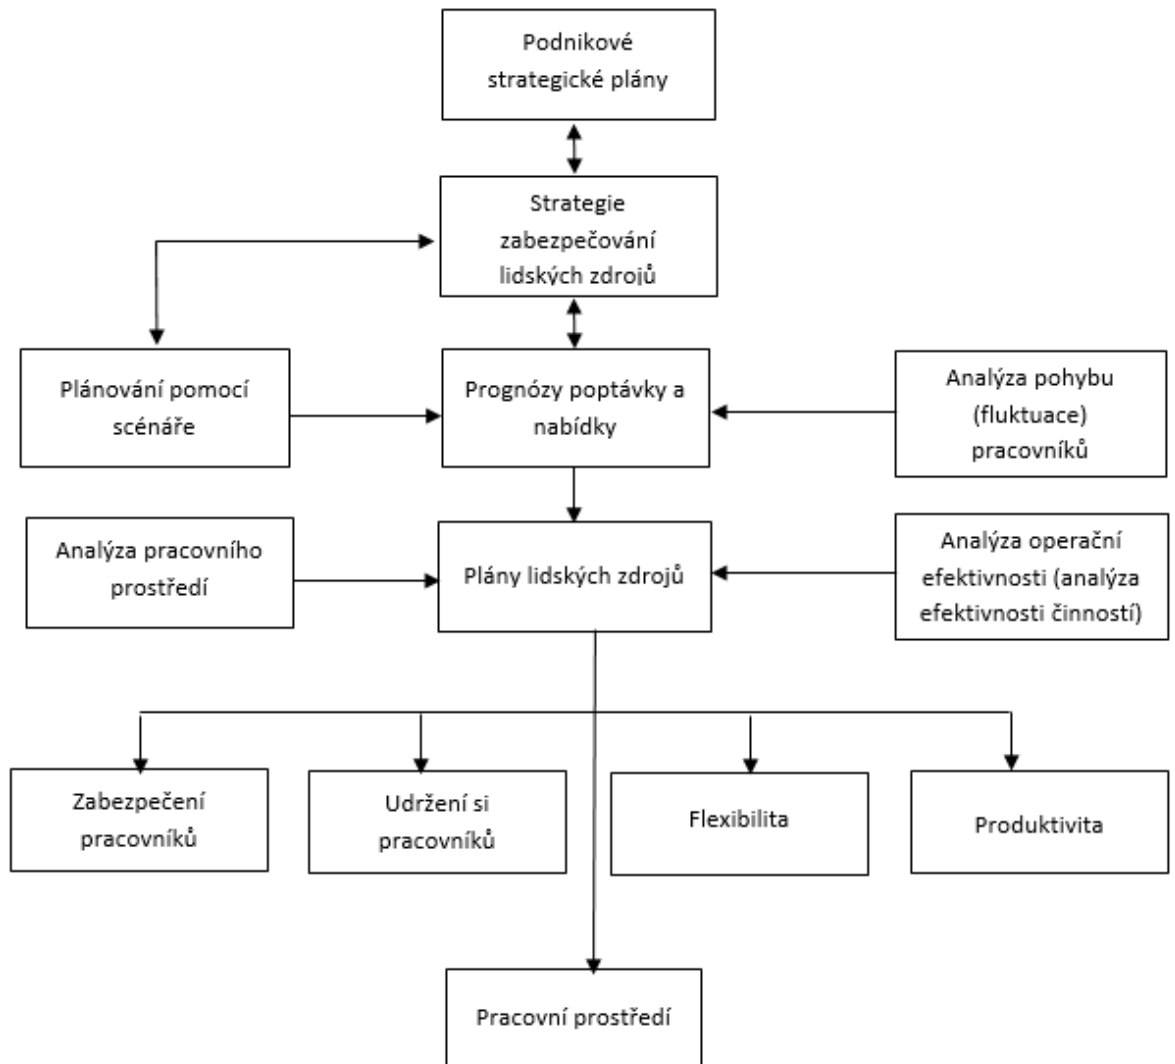 Podnikové
strategické plány
Strategie
zabezpečování
lidských zdrojů
Plánování pomocí
scénáře
Prognózy poptávky a
nabídky
Analýza pohybu
(fluktuace)
pracovníků
Analýza pracovního
prostředí
Plány lidských zdrojů
Analýza operační
efektivnosti (analýza
efektivnosti činností)
Zabezpečení
pracovníků
Udržení si
pracovníků
Flexibilita
Produktivita
Pracovní prostředí